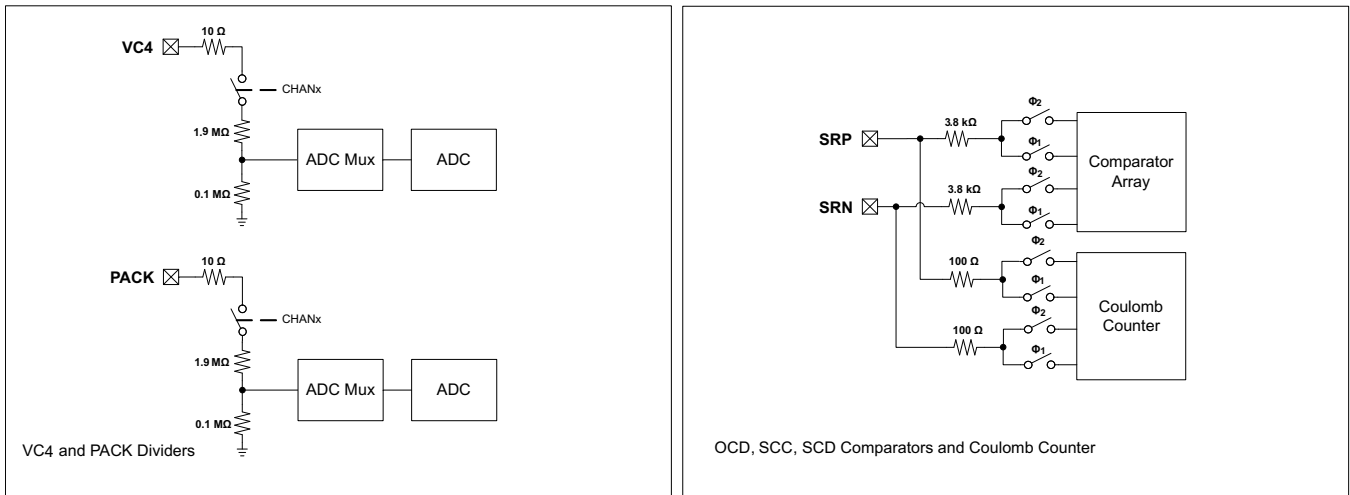 10 Ω
VC4
CHANx
1.9 MΩ
ADC Mux
ADC
0.1 MΩ
10 Ω
PACK
CHANx
1.9 MΩ
ADC Mux
ADC
0.1 MΩ
VC4 and PACK Dividers
Φ2
3.8 kΩ
SRP
Φ1
Comparator
Array
Φ2
3.8 kΩ
SRN
Φ1
Φ2
100 Ω
Φ1
Coulomb
Counter
Φ2
100 Ω
Φ1
OCD, SCC, SCD Comparators and Coulomb Counter